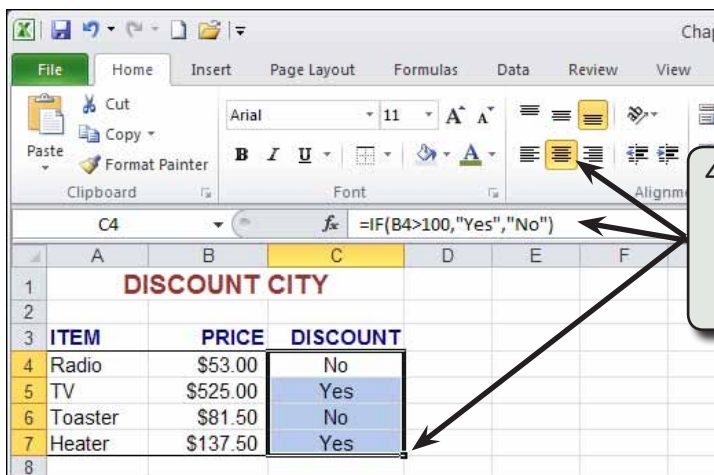 Chap
File Home Insert Page Layout Formulas Data Review View
Cut
Copy
Format Painter
Paste
Arial 11 A A
B I U A
Clipboard Font Alignme
C4 fx =IF(B4>100,"Yes","No")
A B C D E F
1 DISCOUNT CITY
2
3 ITEM PRICE DISCOUNT
4 Radio $53.00 No
5 TV $525.00 Yes
6 Toaster $81.50 No
7 Heater $137.50 Yes
8